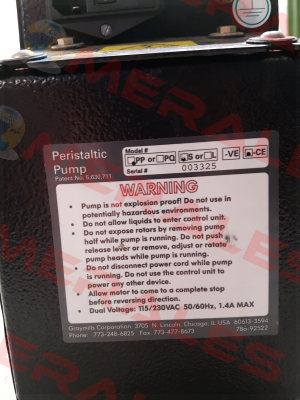 Peristaltic
Pump
Patent No. 5,630,711
Model #
PP or PQ S or L -VE -CE
Serial #
003325
WARNING
• Pump is not explosion proof! Do not use in
potentially hazardous environments.
• Do not allow liquids to enter control unit.
• Do not expose rotors by removing pump
half while pump is running. Do not push
release lever or remove, adjust or rotate
pump heads while pump is running.
• Do not disconnect power cord while pump
is running. Do not use the control unit to
power any other device.
• Allow motor to come to a complete stop
before reversing direction.
• Dual Voltage: 115/230VAC 50/60Hz, 1.4A MAX
Graymills Corporation 3705 N. Lincoln, Chicago, IL 60613-3594
Phone: 773-248-6825 Fax: 773-477-8673 786-92522